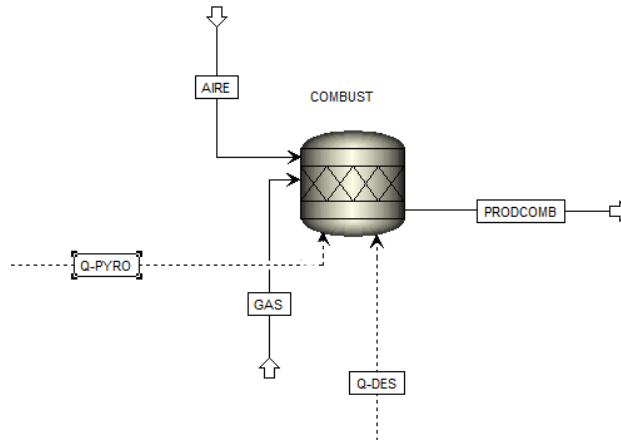 AIRE
COMBUST
PRODCOMB
Q-PYRO
GAS
Q-DES